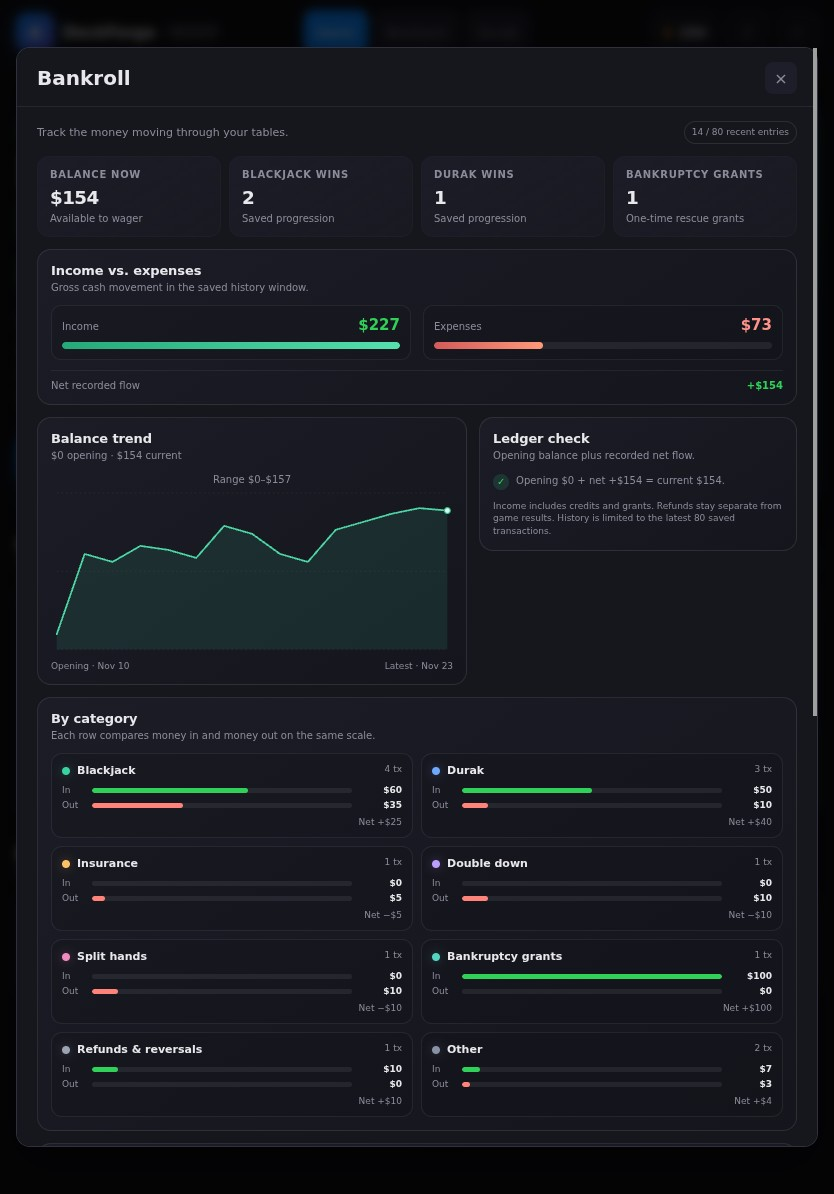 Bankroll
×
Track the money moving through your tables.
14 / 80 recent entries
BALANCE NOW
$154
Available to wager
BLACKJACK WINS
2
Saved progression
DURAK WINS
1
Saved progression
BANKRUPTCY GRANTS
1
One-time rescue grants
Income vs. expenses
Gross cash movement in the saved history window.
Income $227
Expenses $73
Net recorded flow +$154
Balance trend
$0 opening · $154 current
Range $0–$157
Opening · Nov 10
Latest · Nov 23
Ledger check
Opening balance plus recorded net flow.
✓ Opening $0 + net +$154 = current $154.
Income includes credits and grants. Refunds stay separate from
game results. History is limited to the latest 80 saved
transactions.
By category
Each row compares money in and money out on the same scale.
Blackjack 4 tx
In $60
Out $35
Net +$25
Durak 3 tx
In $50
Out $10
Net +$40
Insurance 1 tx
In $0
Out $5
Net −$5
Double down 1 tx
In $0
Out $10
Net −$10
Split hands 1 tx
In $0
Out $10
Net −$10
Bankruptcy grants 1 tx
In $100
Out $0
Net +$100
Refunds & reversals 1 tx
In $10
Out $0
Net +$10
Other 2 tx
In $7
Out $3
Net +$4